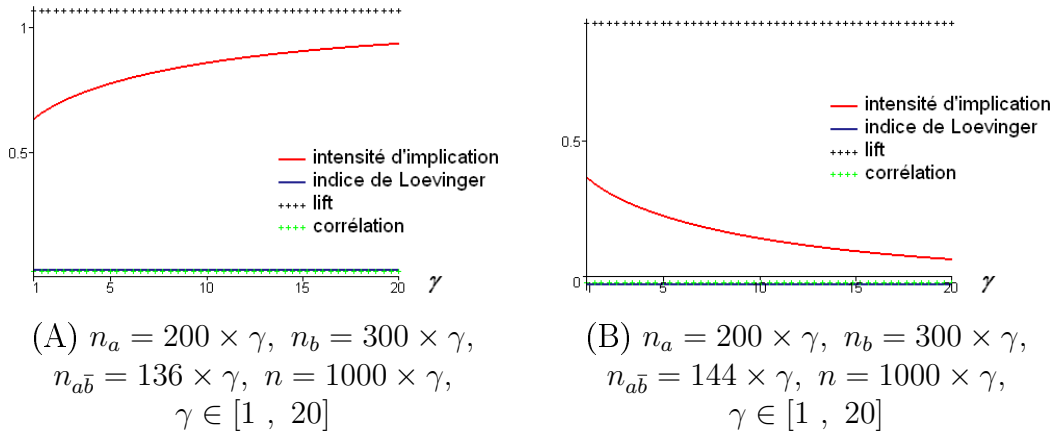 1
0.5
intensité d'implication
indice de Loevinger
lift
corrélation
1 5 10 15 20 γ
(A) n_a = 200 × γ, n_b = 300 × γ,
n_{ab̅} = 136 × γ, n = 1000 × γ,
γ ∈ [1 , 20]
0.5
intensité d'implication
indice de Loevinger
lift
corrélation
0
1 5 10 15 20 γ
(B) n_a = 200 × γ, n_b = 300 × γ,
n_{ab̅} = 144 × γ, n = 1000 × γ,
γ ∈ [1 , 20]